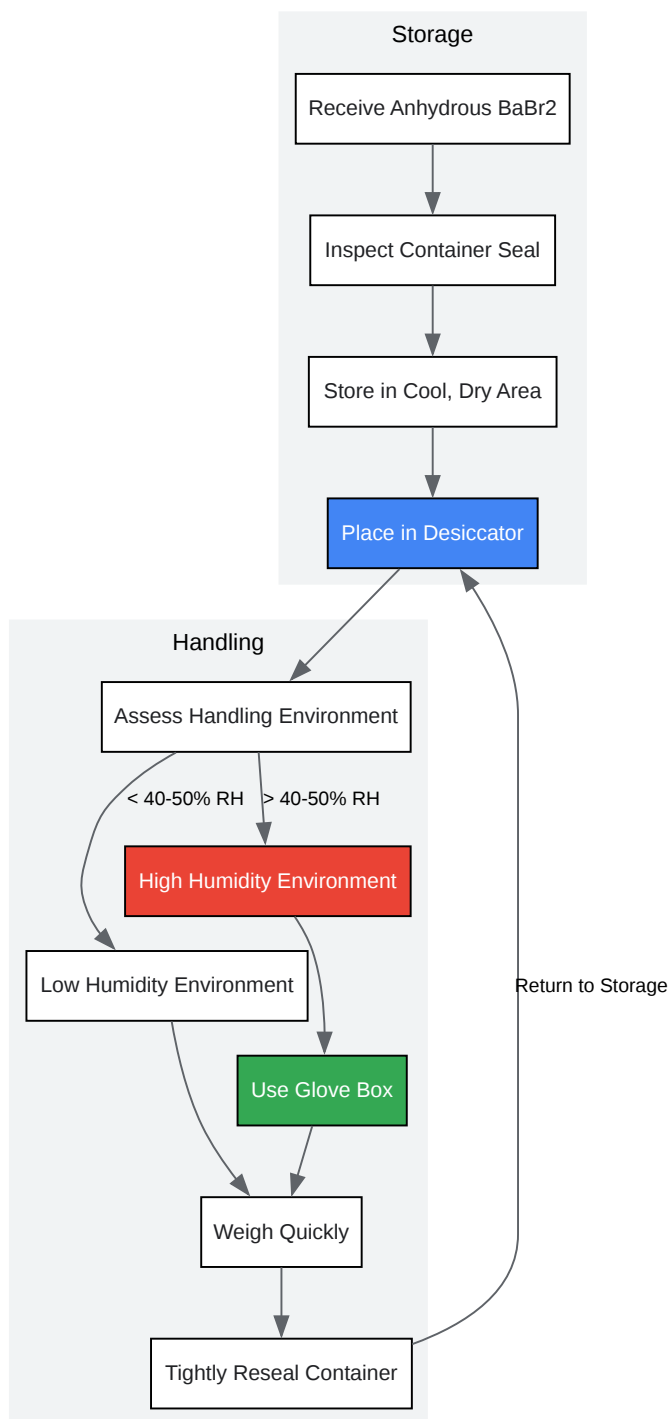 Storage
Receive Anhydrous BaBr2
Inspect Container Seal
Store in Cool, Dry Area
Place in Desiccator
Handling
Assess Handling Environment
< 40-50% RH
> 40-50% RH
High Humidity Environment
Low Humidity Environment
Return to Storage
Use Glove Box
Weigh Quickly
Tightly Reseal Container